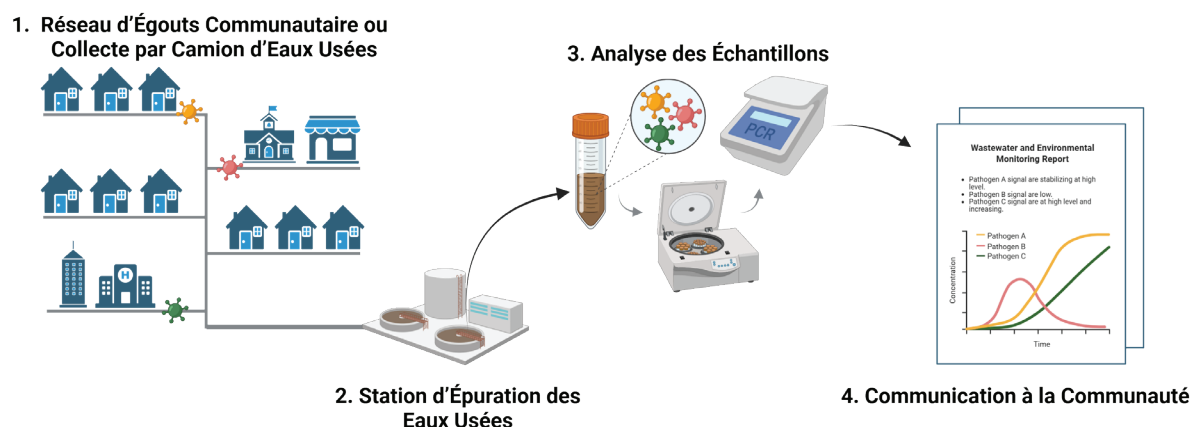 1. Réseau d’Égouts Communautaire ou
Collecte par Camion d’Eaux Usées
H
2. Station d’Épuration des
Eaux Usées
3. Analyse des Échantillons
PCR
Wastewater and Environmental
Monitoring Report
• Pathogen A signal are stabilizing at high
level.
• Pathogen B signal are low.
• Pathogen C signal are at high level and
increasing.
Pathogen A
Pathogen B
Pathogen C
Concentration
Time
4. Communication à la Communauté